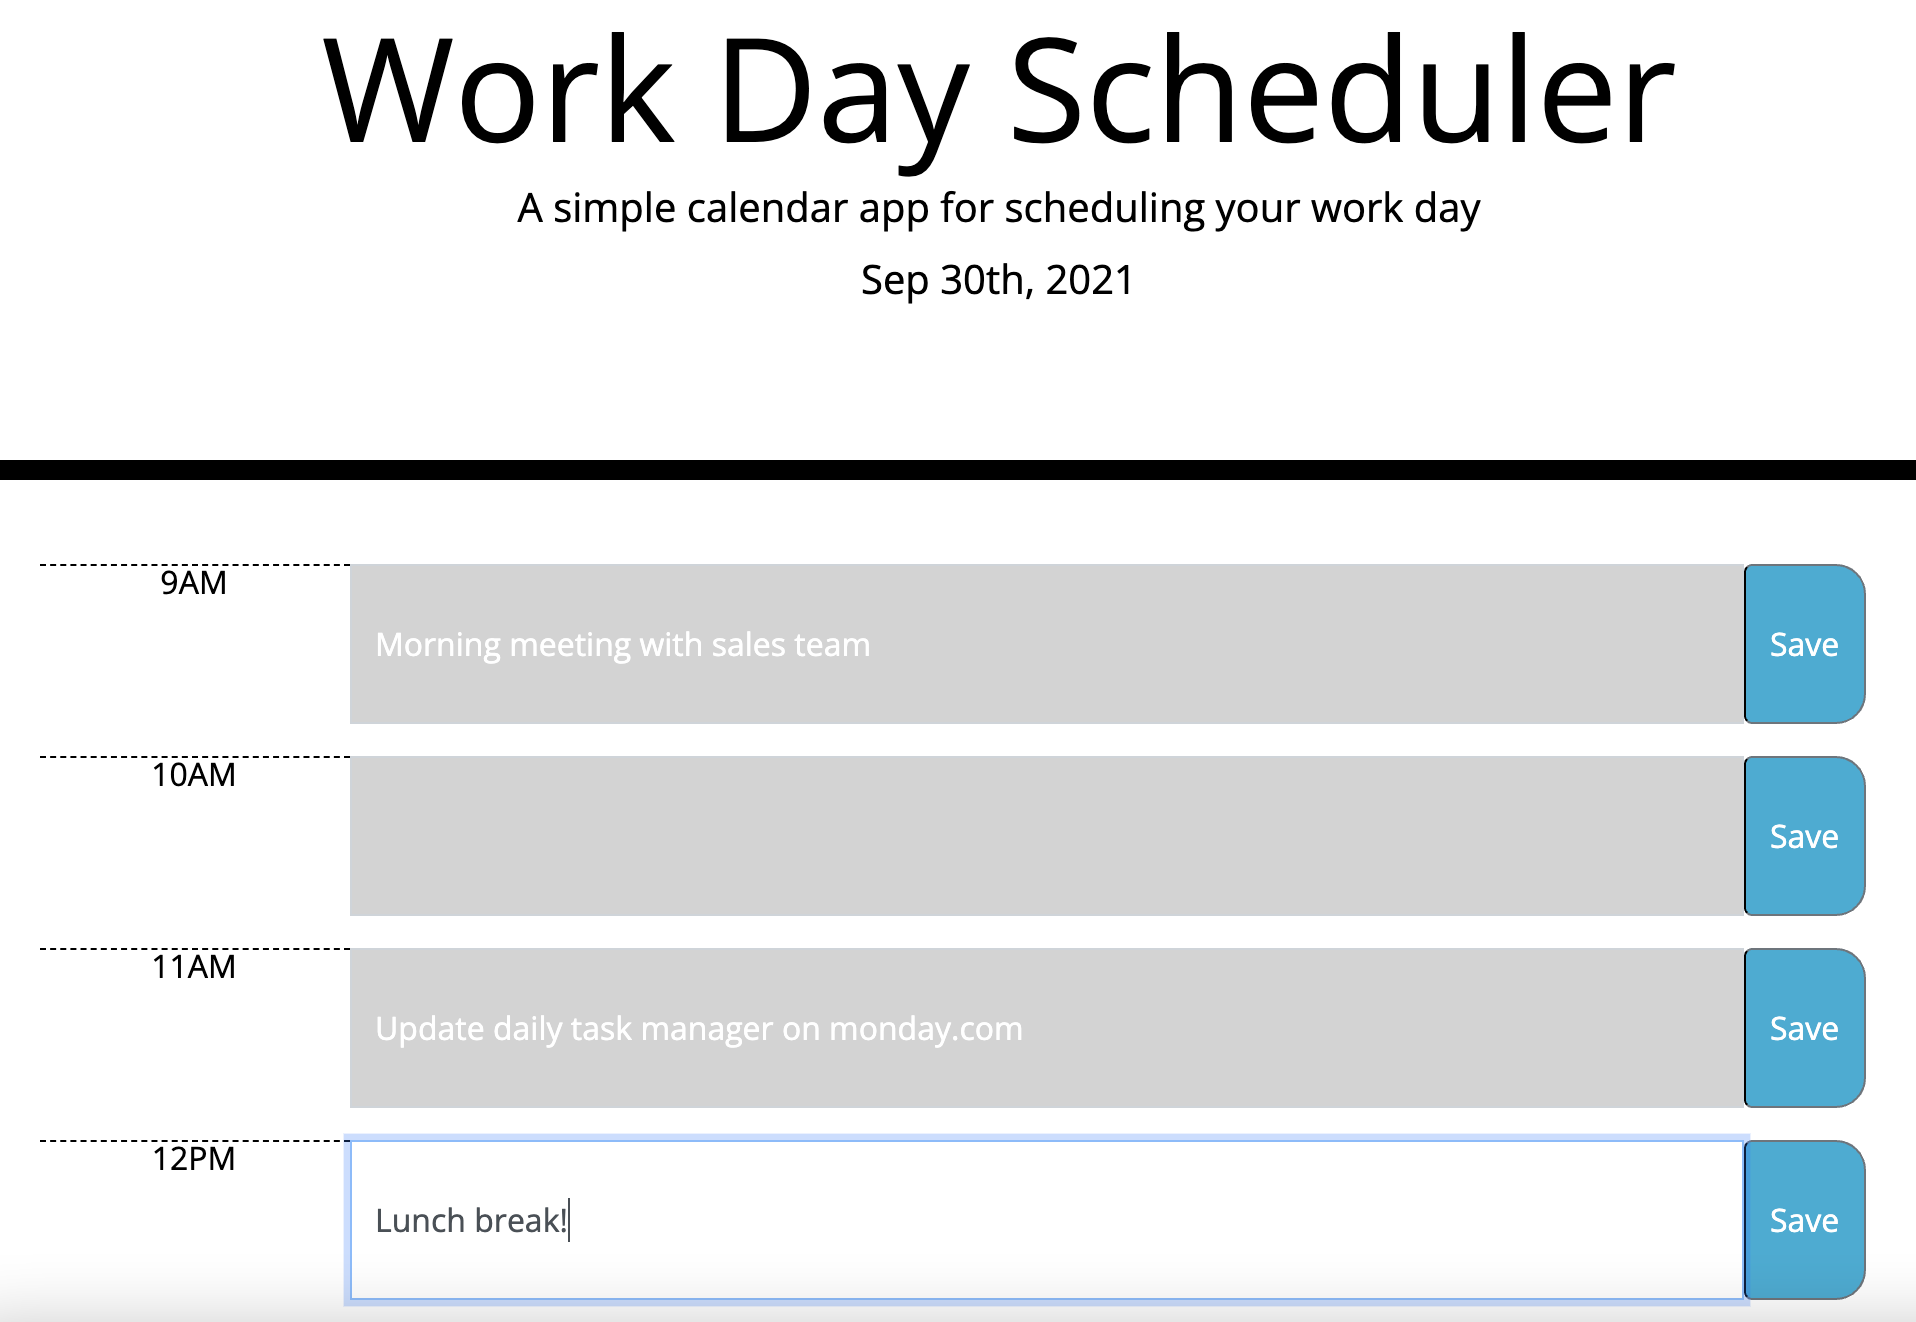 Work Day Scheduler
A simple calendar app for scheduling your work day
Sep 30th, 2021
9AM
Morning meeting with sales team
Save
10AM
Save
11AM
Update daily task manager on monday.com
Save
12PM
Lunch break!
Save